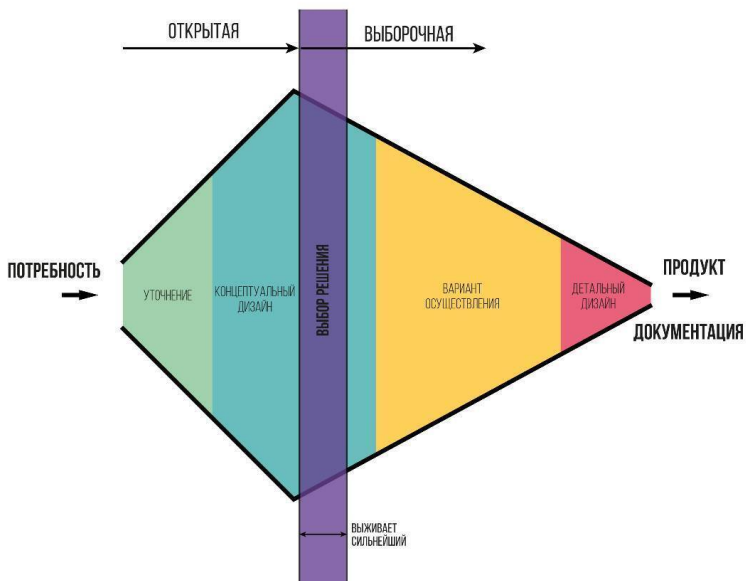 ОТКРЫТАЯ
ВЫБОРОЧНАЯ
ПОТРЕБНОСТЬ
УТОЧНЕНИЕ
КОНЦЕПТУАЛЬНЫЙ
ДИЗАЙН
ВЫБОР РЕШЕНИЯ
ВАРИАНТ
ОСУЩЕСТВЛЕНИЯ
ДЕТАЛЬНЫЙ
ДИЗАЙН
ПРОДУКТ
ДОКУМЕНТАЦИЯ
ВЫЖИВАЕТ
СИЛЬНЕЙШИЙ